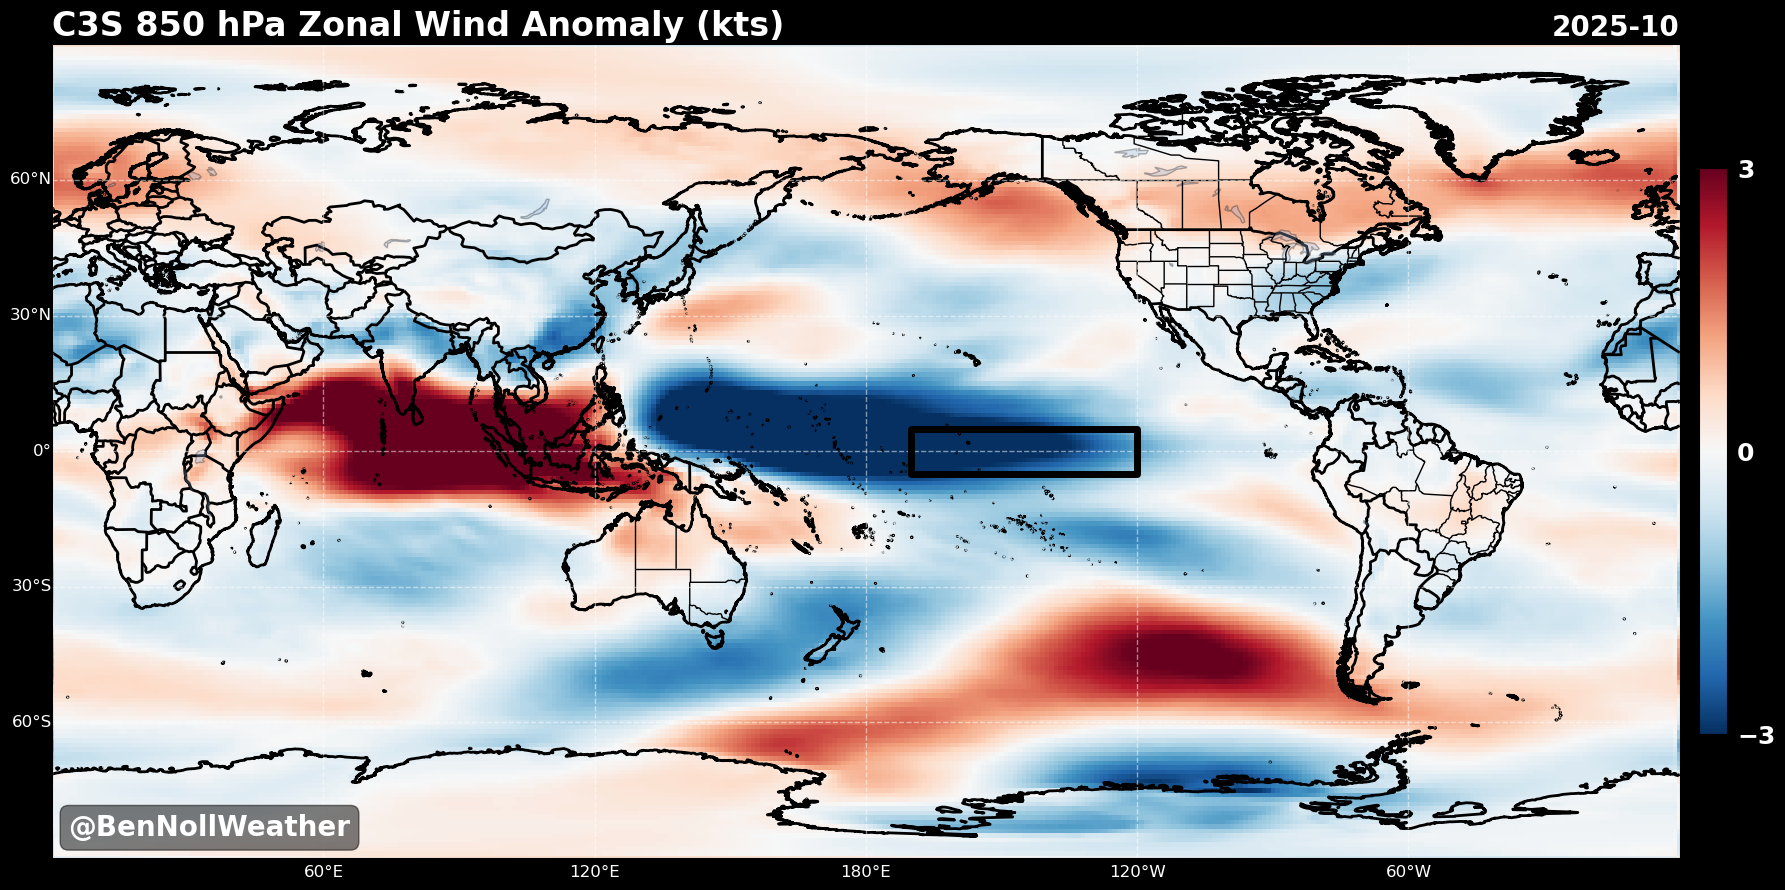 C3S 850 hPa Zonal Wind Anomaly (kts)
2025-10
60°N
30°N
0°
30°S
60°S
60°E
120°E
180°E
120°W
60°W
3
0
−3
@BenNollWeather